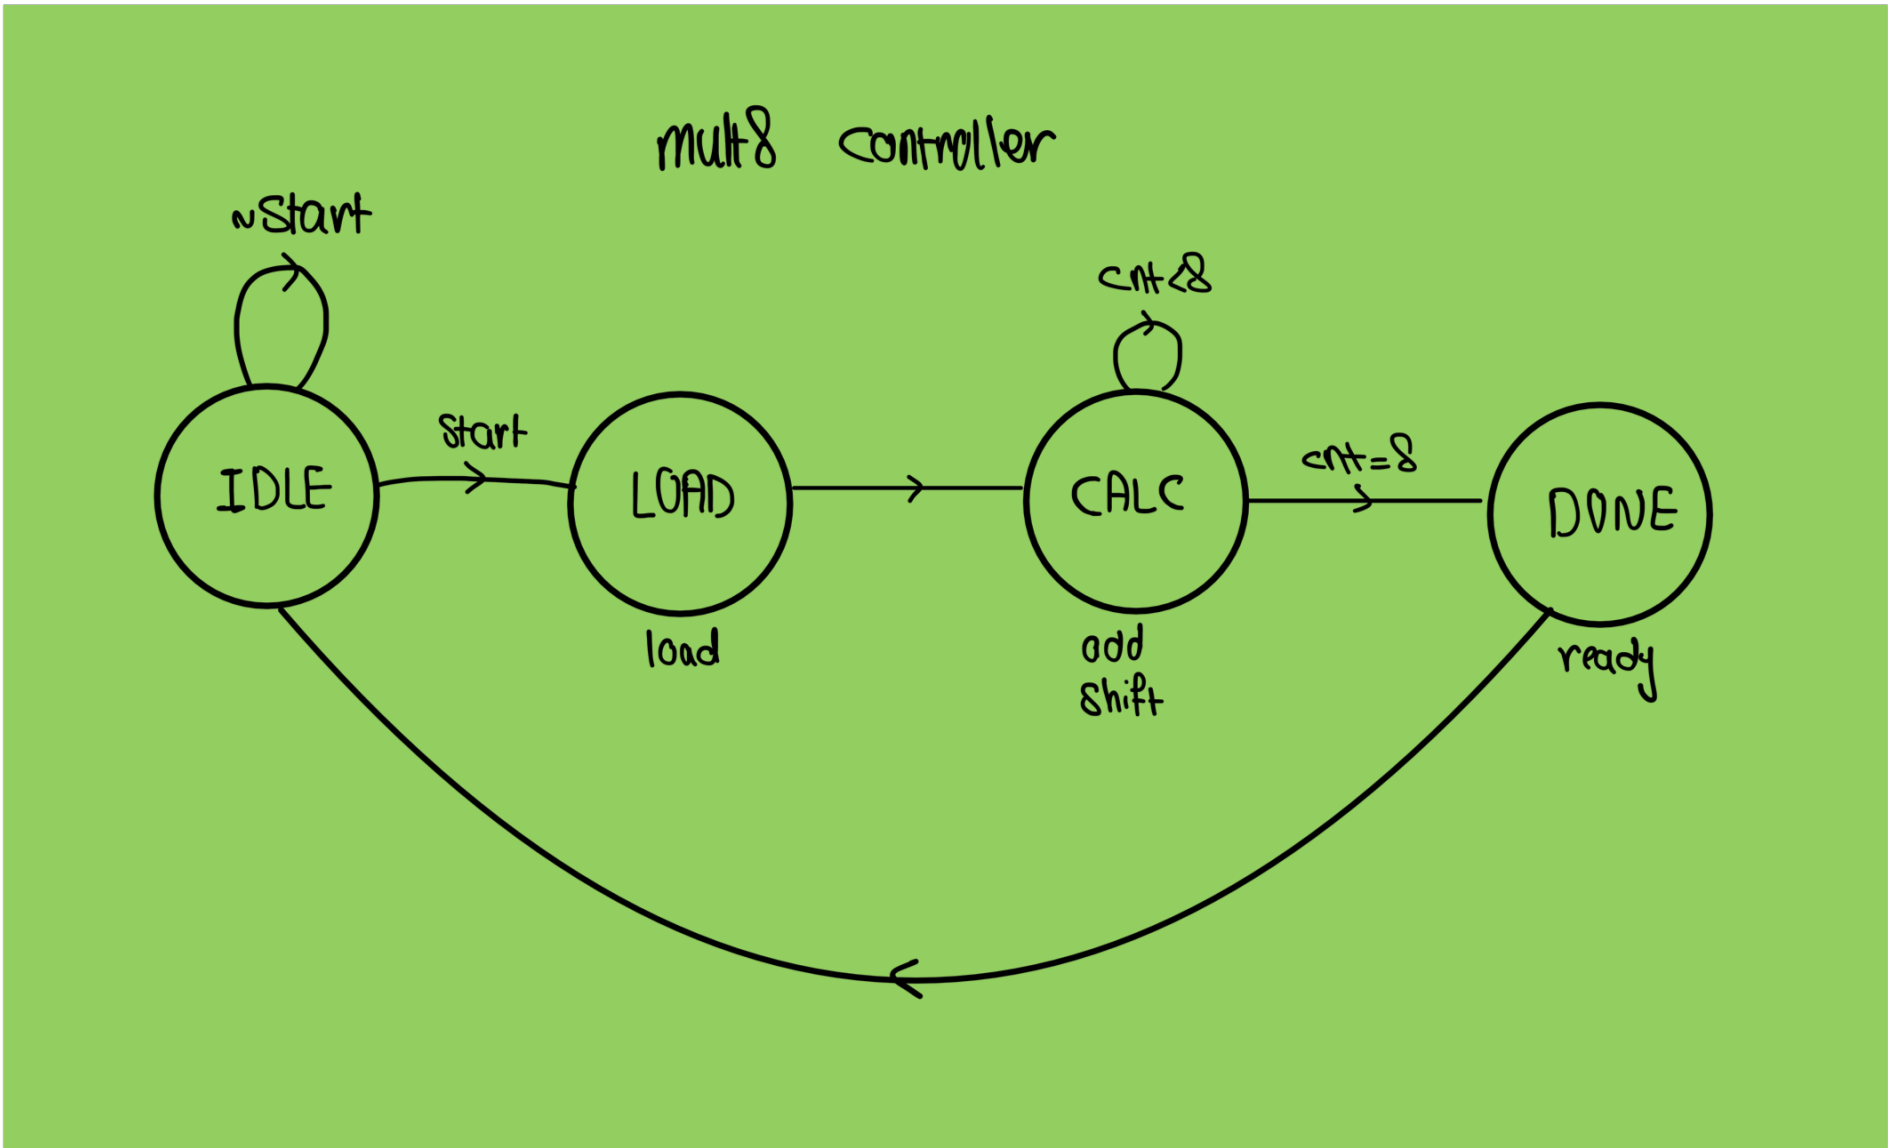 mult8 controller
~Start
cnt<8
Start
cnt=8
IDLE
LOAD
CALC
DONE
load
add
shift
ready